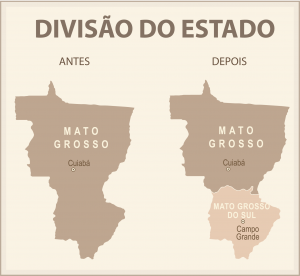 DIVISÃO DO ESTADO
ANTES
MATO
GROSSO
Cuiabá
DEPOIS
MATO
GROSSO
Cuiabá
MATO GROSSO
DO SUL
Campo
Grande